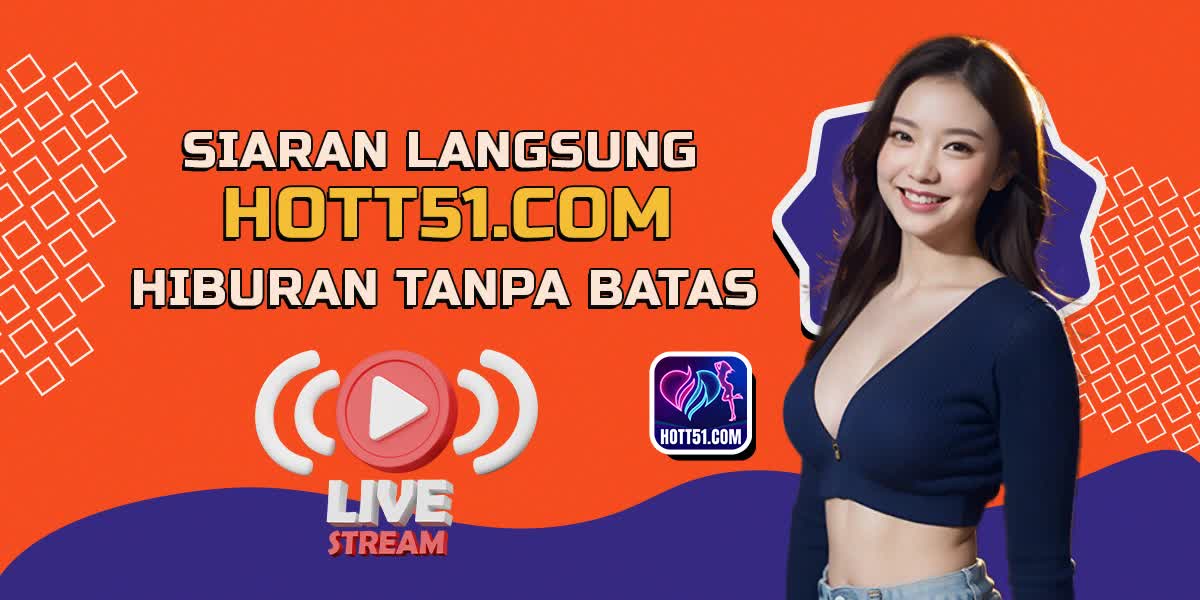 SIARAN LANGSUNG
HOTT51.COM
HIBURAN TANPA BATAS
LIVE
STREAM
HOTT51.COM